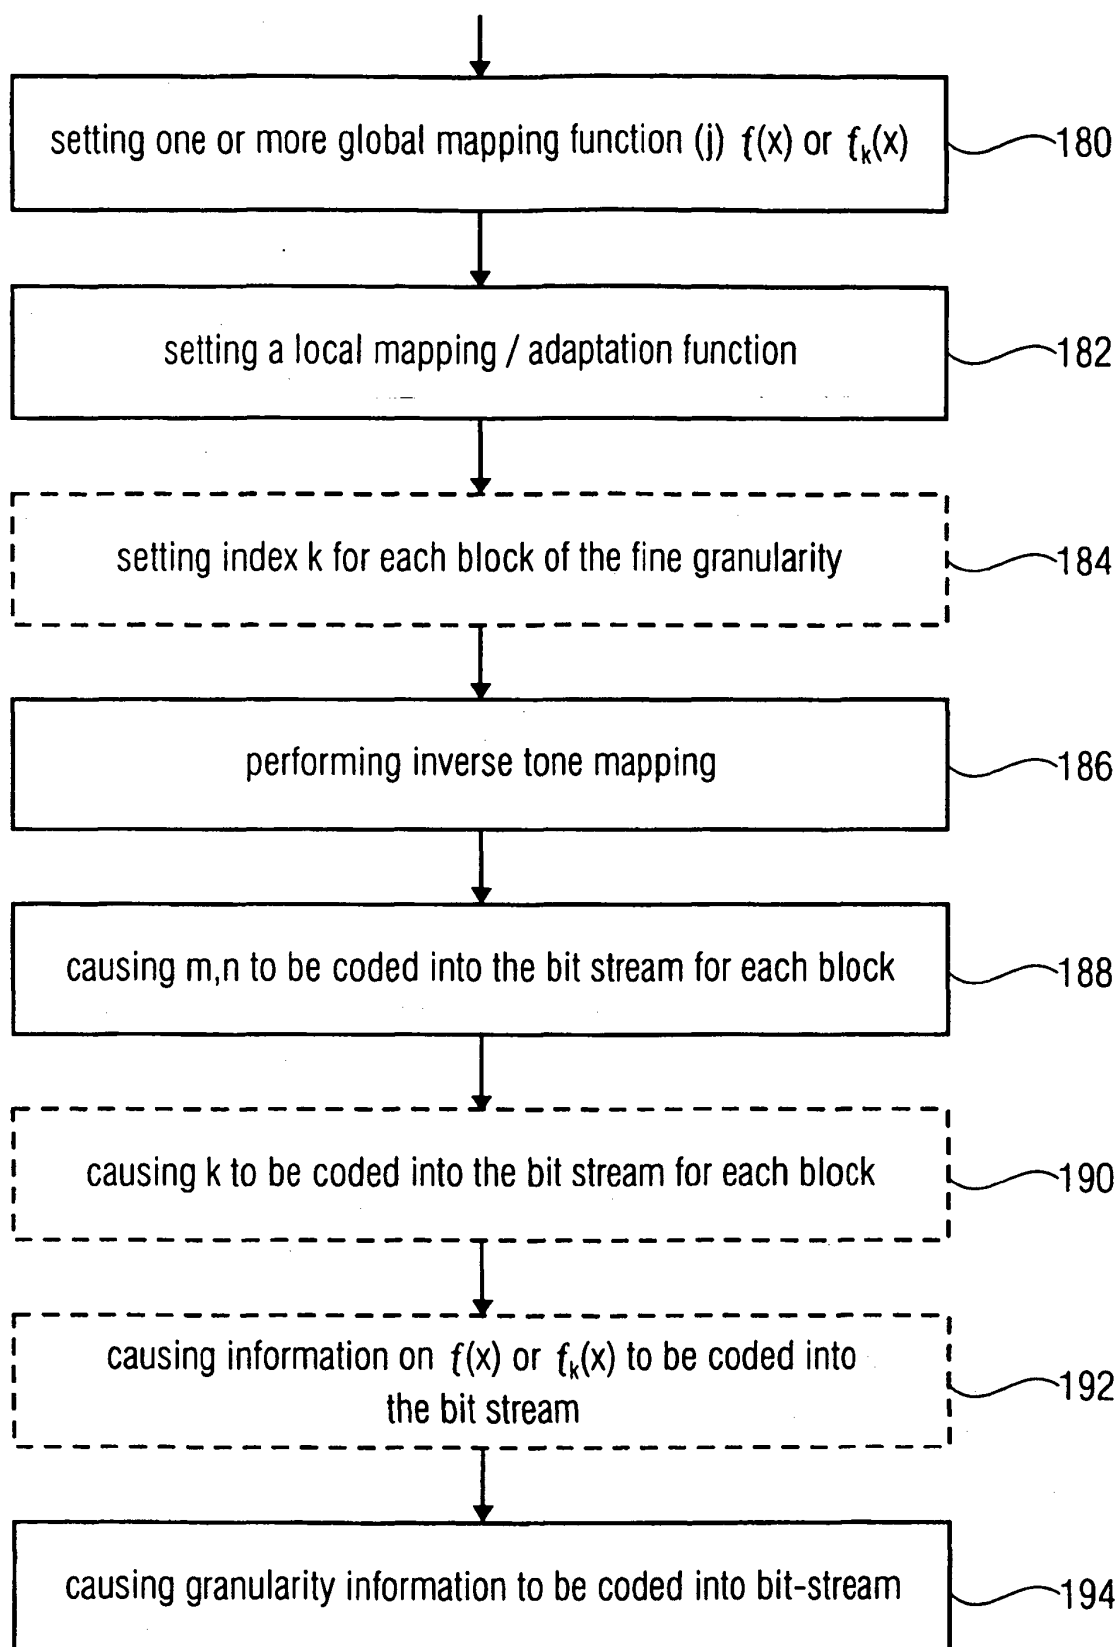 setting one or more global mapping function (j) f(x) or fk(x)
180
setting a local mapping / adaptation function
182
setting index k for each block of the fine granularity
184
performing inverse tone mapping
186
causing m,n to be coded into the bit stream for each block
188
causing k to be coded into the bit stream for each block
190
causing information on f(x) or fk(x) to be coded into
the bit stream
192
causing granularity information to be coded into bit-stream
194